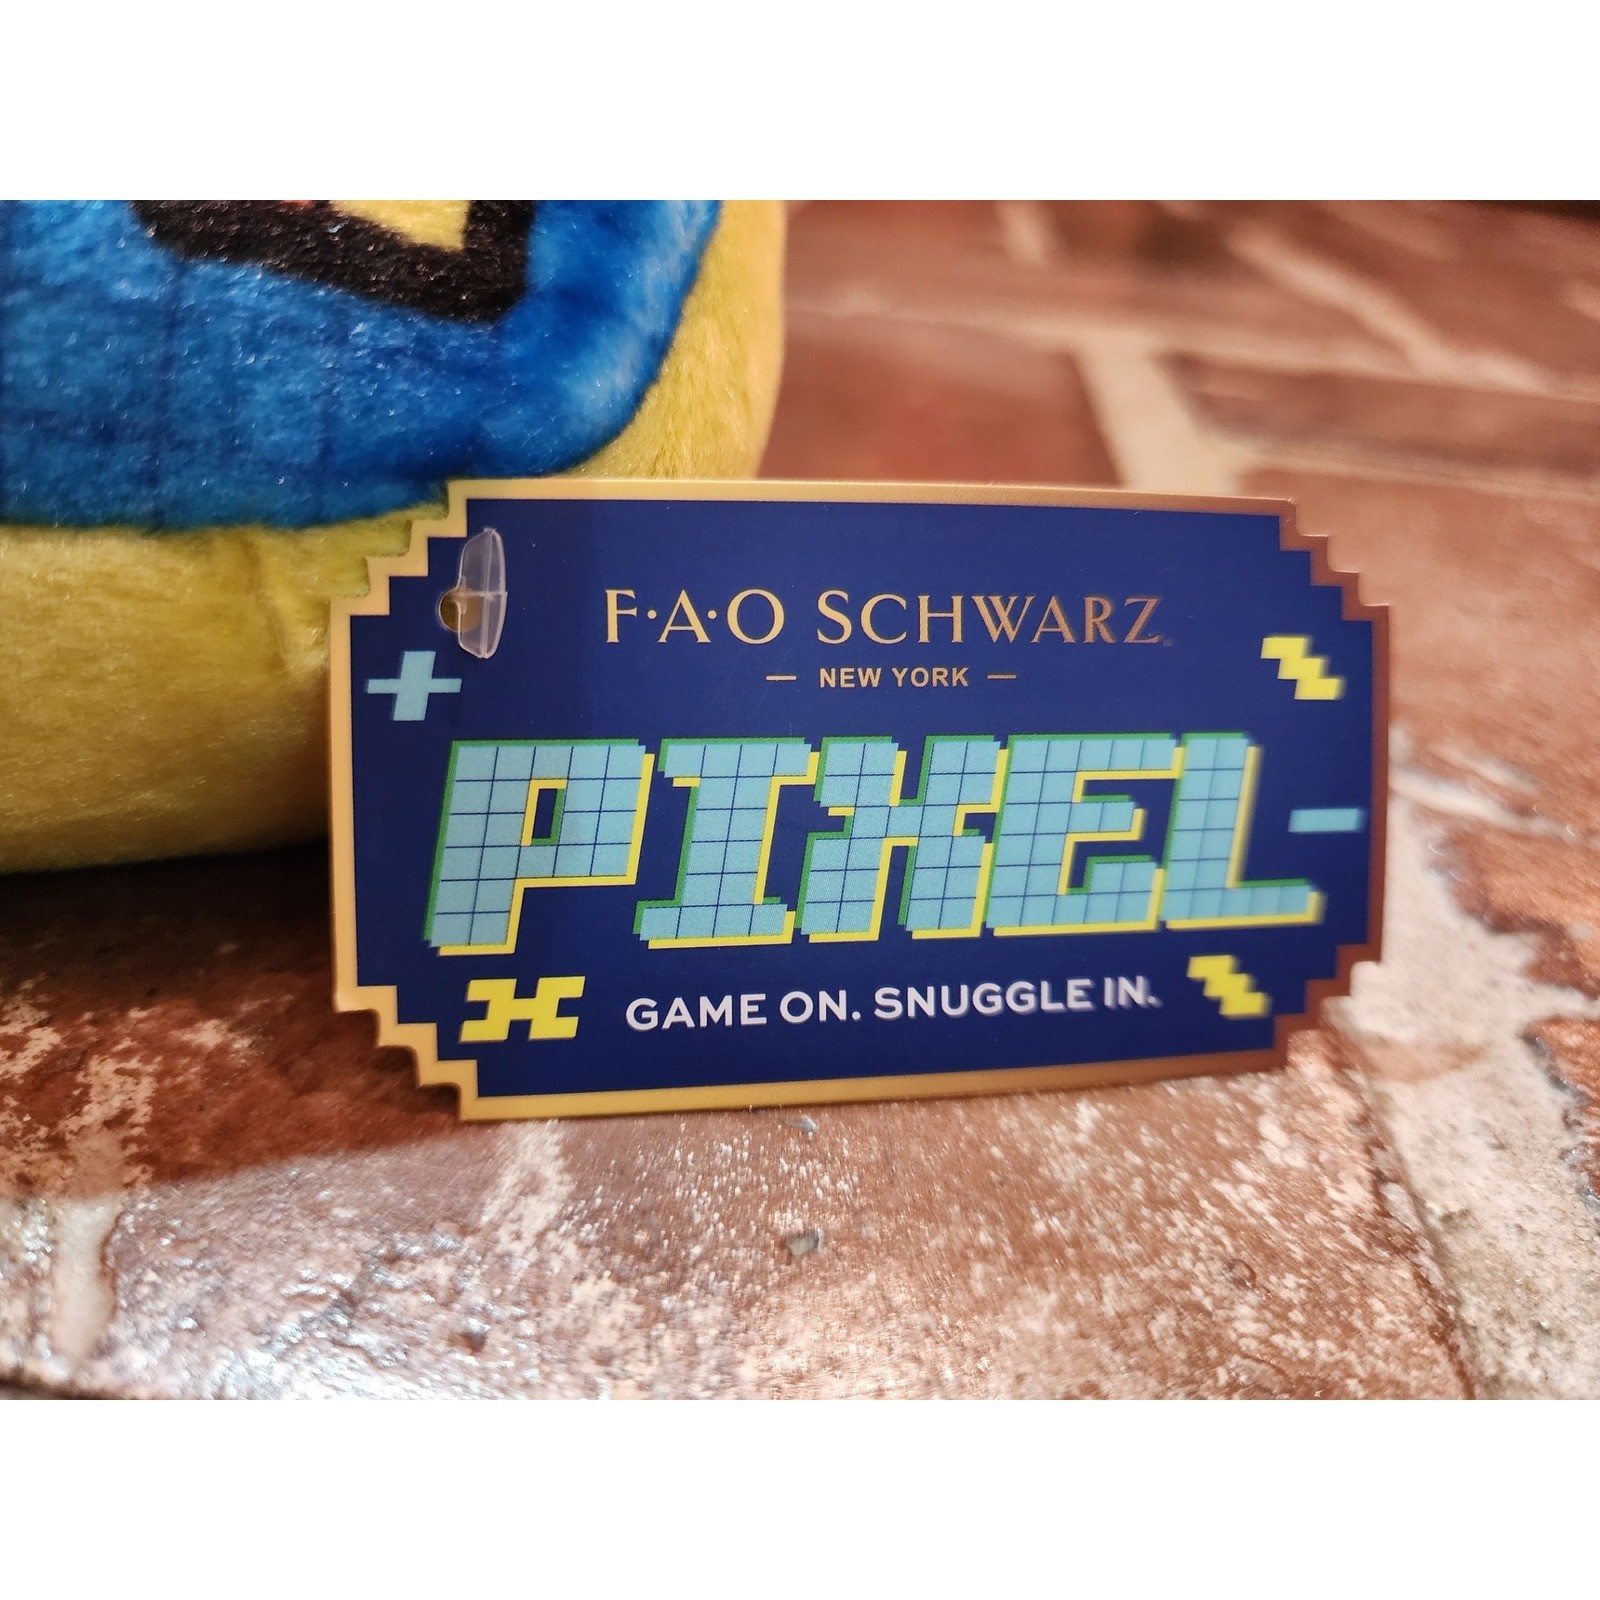 F·A·O SCHWARZ
— NEW YORK —
PIXEL
GAME ON. SNUGGLE IN.